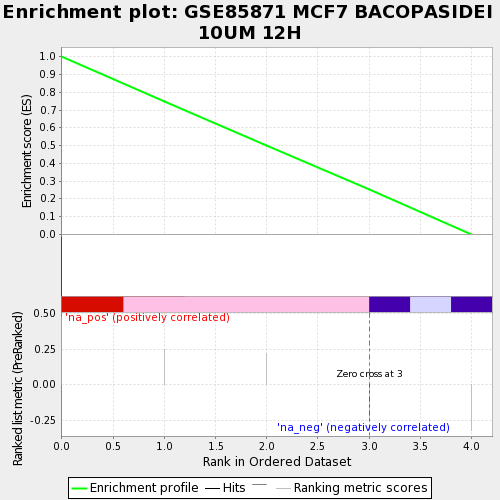 Enrichment plot: GSE85871 MCF7 BACOPASIDEI
10UM 12H
Enrichment score (ES)
1.0
0.9
0.8
0.7
0.6
0.5
0.4
0.3
0.2
0.1
0.0
Ranked list metric (PreRanked)
0.50
0.25
0.00
-0.25
'na_pos' (positively correlated)
Zero cross at 3
'na_neg' (negatively correlated)
0.0 0.5 1.0 1.5 2.0 2.5 3.0 3.5 4.0
Rank in Ordered Dataset
Enrichment profile Hits Ranking metric scores